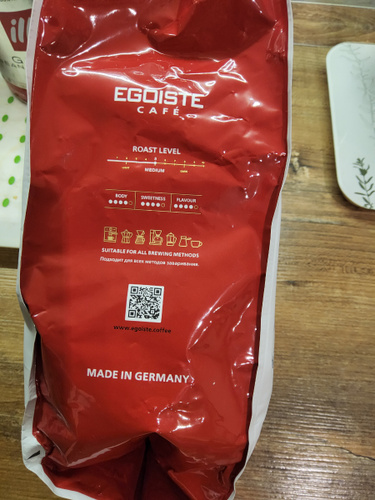 EGOISTE
CAFÉ
ROAST LEVEL
MEDIUM
BODY SWEETNESS FLAVOUR
SUITABLE FOR ALL BREWING METHODS
Подходит для всех методов заваривания.
www.egoiste.coffee
MADE IN GERMANY